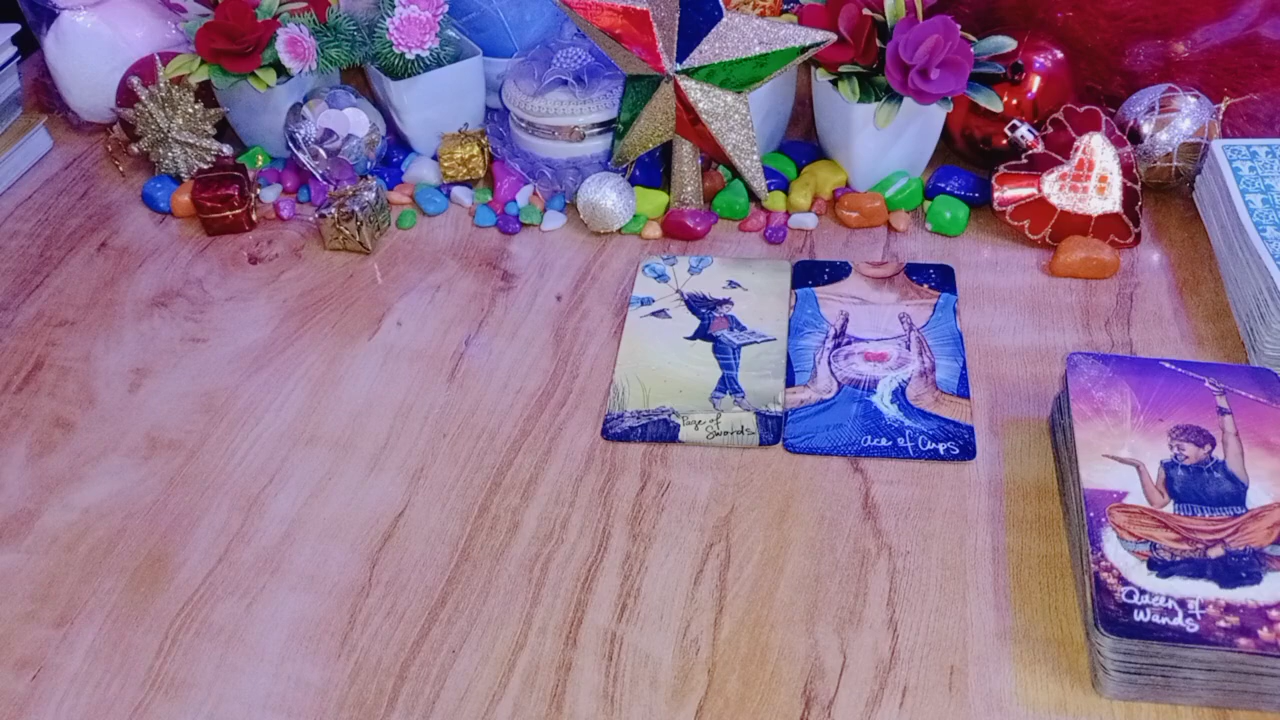 Page of
Swords
ace of Cups
Queen of
Wands